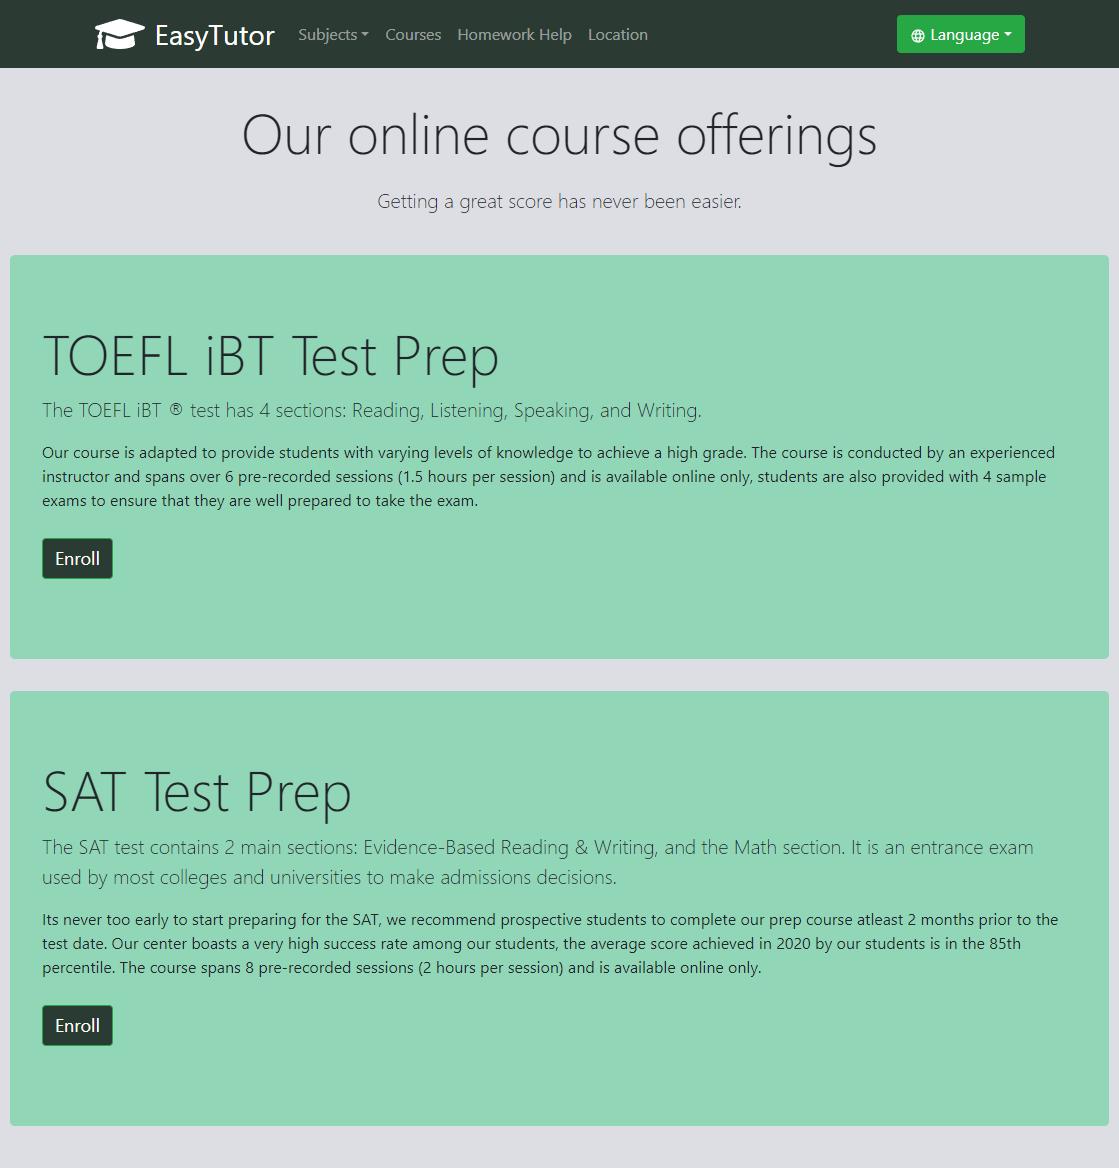 EasyTutor Subjects Courses Homework Help Location Language
Our online course offerings
Getting a great score has never been easier.
TOEFL iBT Test Prep
The TOEFL iBT ® test has 4 sections: Reading, Listening, Speaking, and Writing.
Our course is adapted to provide students with varying levels of knowledge to achieve a high grade. The course is conducted by an experienced
instructor and spans over 6 pre-recorded sessions (1.5 hours per session) and is available online only, students are also provided with 4 sample
exams to ensure that they are well prepared to take the exam.
Enroll
SAT Test Prep
The SAT test contains 2 main sections: Evidence-Based Reading & Writing, and the Math section. It is an entrance exam
used by most colleges and universities to make admissions decisions.
Its never too early to start preparing for the SAT, we recommend prospective students to complete our prep course atleast 2 months prior to the
test date. Our center boasts a very high success rate among our students, the average score achieved in 2020 by our students is in the 85th
percentile. The course spans 8 pre-recorded sessions (2 hours per session) and is available online only.
Enroll